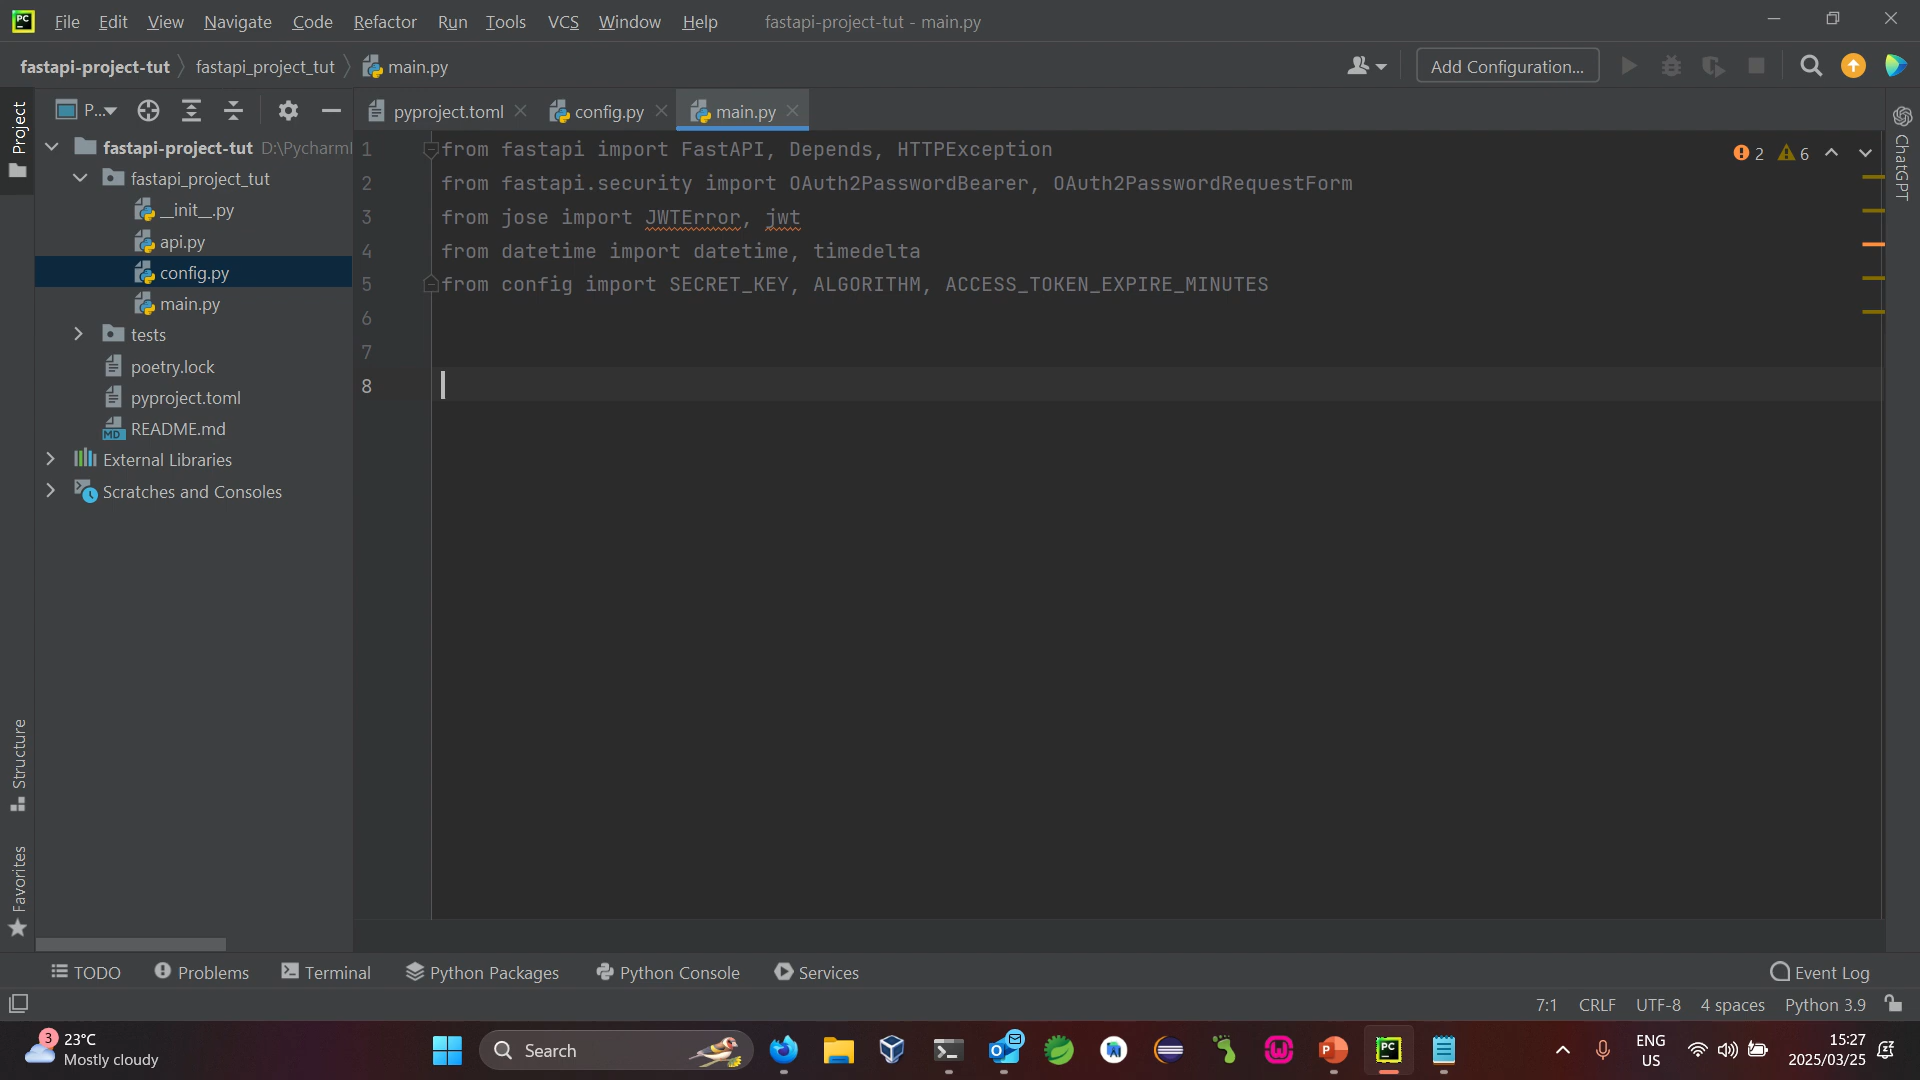 PC File Edit View Navigate Code Refactor Run Tools VCS Window Help fastapi-project-tut - main.py
fastapi-project-tut fastapi_project_tut main.py Add Configuration...
Project P... pyproject.toml config.py main.py
fastapi-project-tut D:\Pycharm
fastapi_project_tut
__init__.py
api.py
config.py
main.py
tests
poetry.lock
pyproject.toml
MD README.md
External Libraries
Scratches and Consoles
1 from fastapi import FastAPI, Depends, HTTPException
2 from fastapi.security import OAuth2PasswordBearer, OAuth2PasswordRequestForm
3 from jose import JWTError, jwt
4 from datetime import datetime, timedelta
5 from config import SECRET_KEY, ALGORITHM, ACCESS_TOKEN_EXPIRE_MINUTES
6
7
8
2 6
ChatGPT
Structure
Favorites
TODO Problems Terminal Python Packages Python Console Services Event Log
7:1 CRLF UTF-8 4 spaces Python 3.9
3 23°C
Mostly cloudy
Search
PC
ENG
US
15:27
2025/03/25